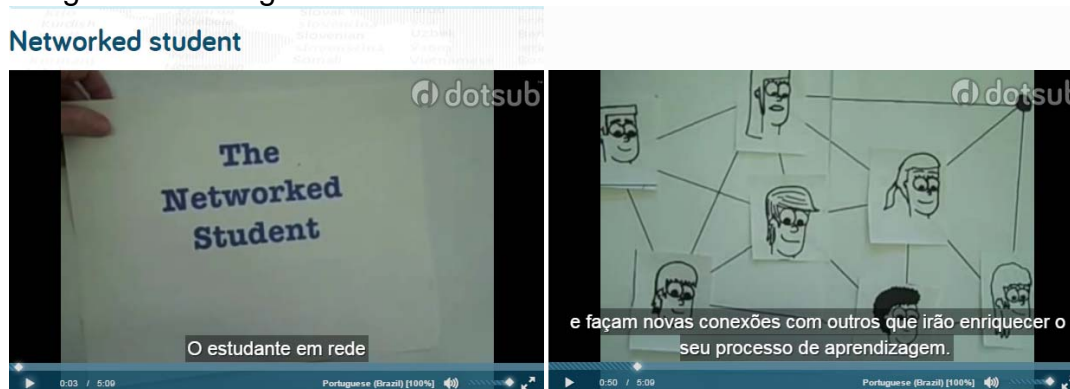 Networked student
dotsub
The
Networked
Student
O estudante em rede
0:03 / 5:09
Portuguese (Brazil) [100%]
dotsub
e façam novas conexões com outros que irão enriquecer o
seu processo de aprendizagem.
0:50 / 5:09
Portuguese (Brazil) [100%]